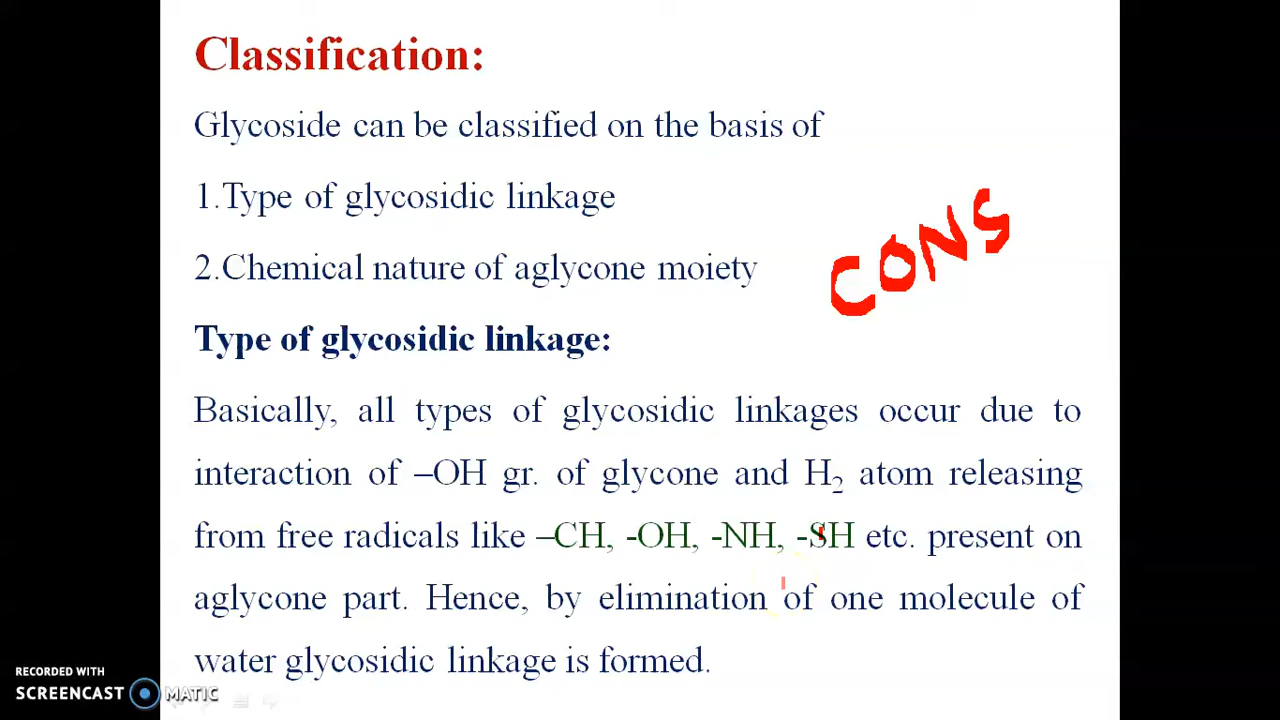 Classification:
Glycoside can be classified on the basis of
1.Type of glycosidic linkage
2.Chemical nature of aglycone moiety
CONS
Type of glycosidic linkage:
Basically, all types of glycosidic linkages occur due to
interaction of –OH gr. of glycone and H₂ atom releasing
from free radicals like –CH, -OH, -NH, -SH etc. present on
aglycone part. Hence, by elimination of one molecule of
water glycosidic linkage is formed.
RECORDED WITH
SCREENCAST MATIC